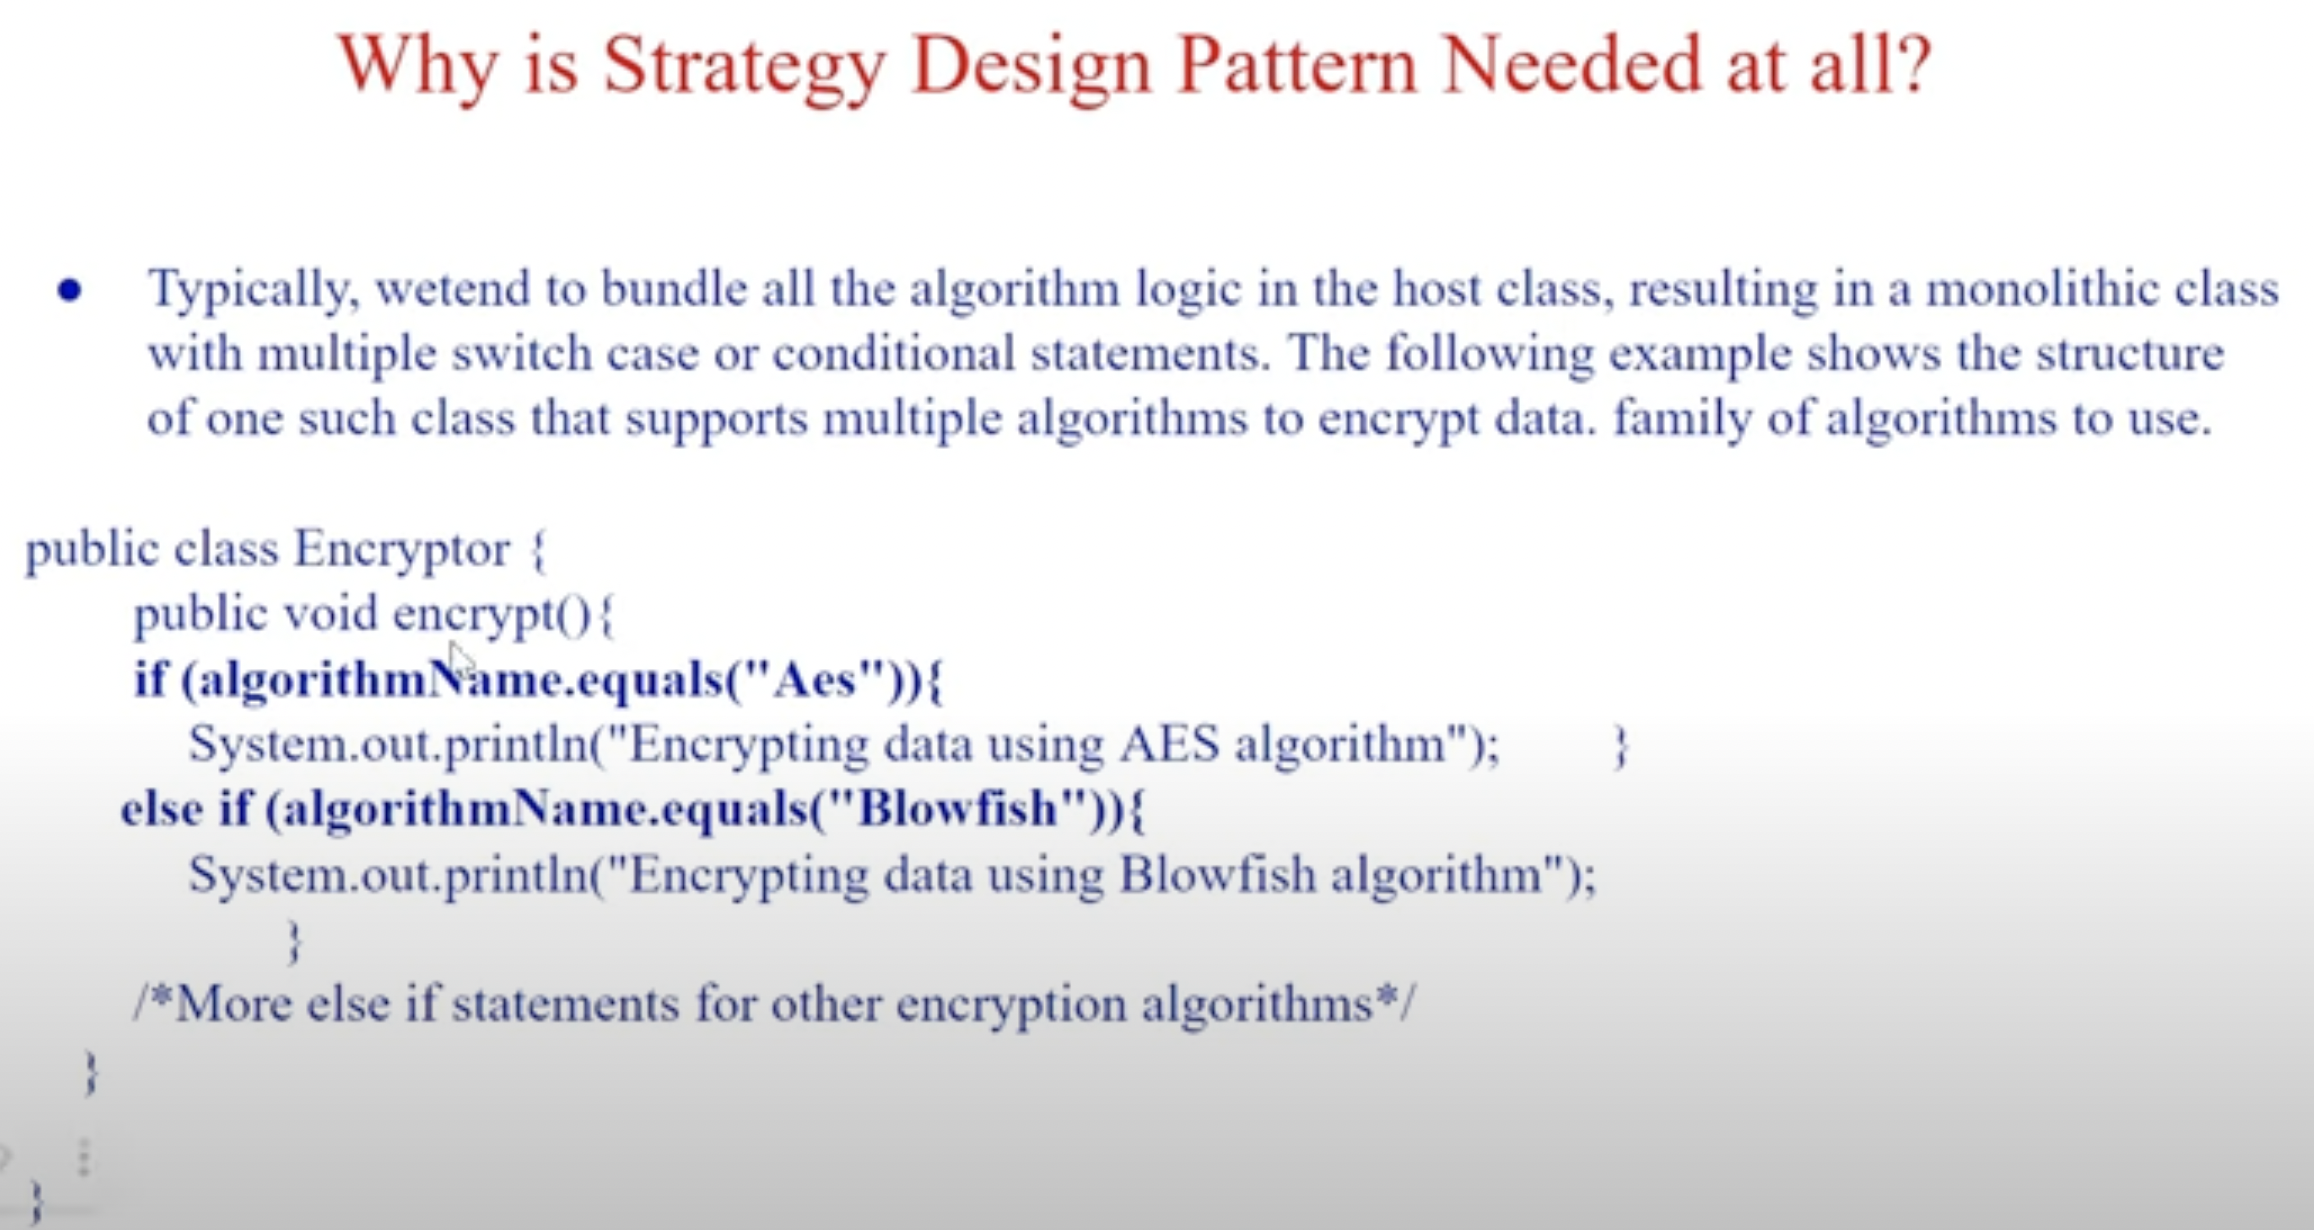 Why is Strategy Design Pattern Needed at all?
• Typically, wetend to bundle all the algorithm logic in the host class, resulting in a monolithic class
with multiple switch case or conditional statements. The following example shows the structure
of one such class that supports multiple algorithms to encrypt data. family of algorithms to use.
public class Encryptor {
public void encrypt(){
if (algorithmName.equals("Aes")){
System.out.println("Encrypting data using AES algorithm"); }
else if (algorithmName.equals("Blowfish")){
System.out.println("Encrypting data using Blowfish algorithm");
}
/*More else if statements for other encryption algorithms*/
}
}